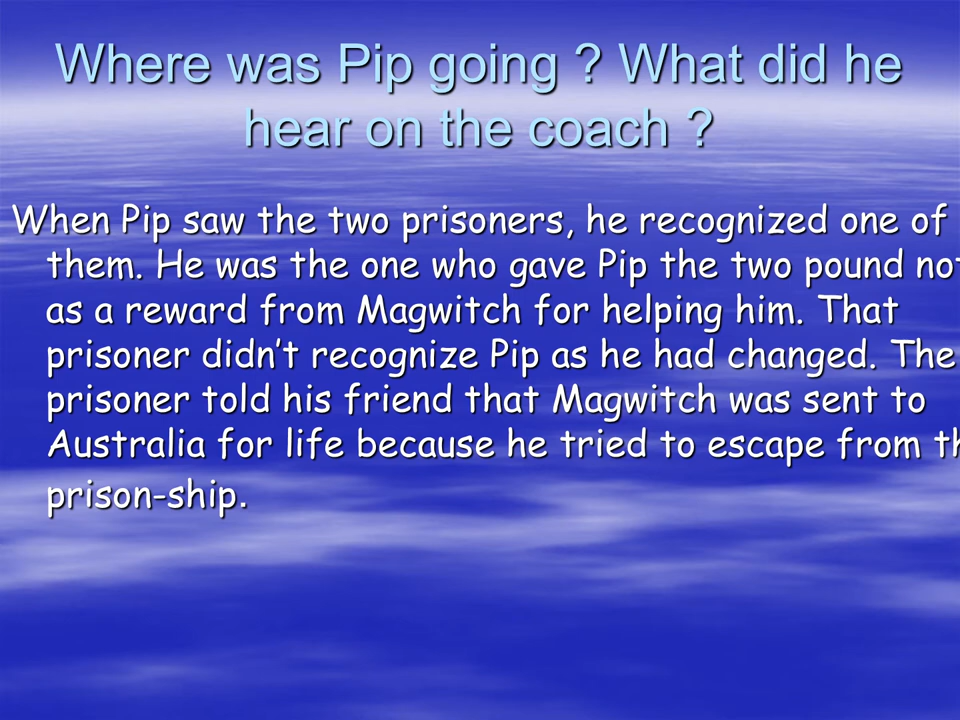 Where was Pip going ? What did he
hear on the coach ?
When Pip saw the two prisoners, he recognized one of
them. He was the one who gave Pip the two pound not
as a reward from Magwitch for helping him. That
prisoner didn’t recognize Pip as he had changed. The
prisoner told his friend that Magwitch was sent to
Australia for life because he tried to escape from th
prison-ship.